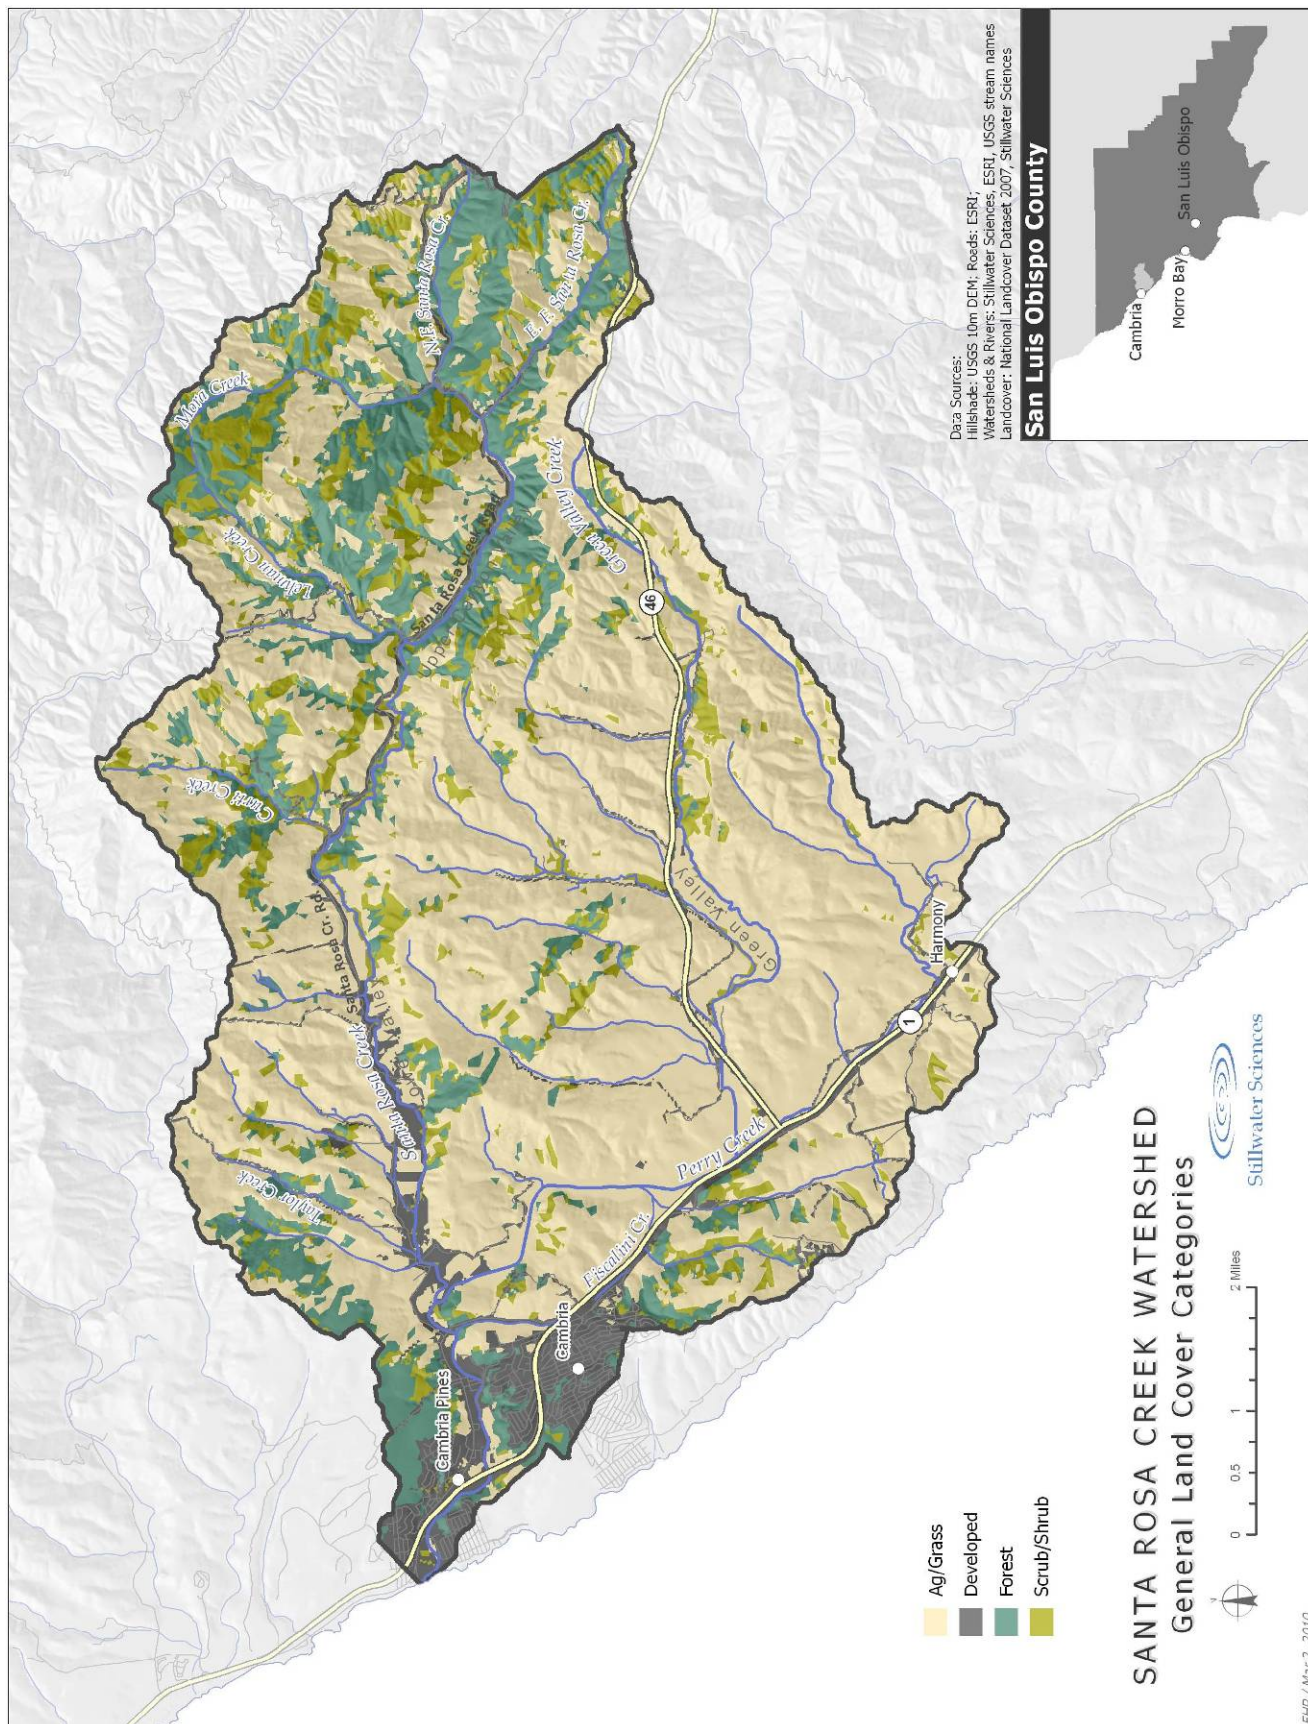 Mora Creek
Lehman Creek
N.F. Santa Rosa Cr.
E. F. Santa Rosa Cr.
Curti Creek
Santa Rosa Creek Road
Upper
Green Valley Creek
46
Santa Rosa Cr. Rd.
Santa Rosa Creek
Valley
Green Valley
Taylor Creek
Perry Creek
Fiscalini Cr.
Harmony
1
Cambria Pines
Cambria
Data Sources:
Hillshade: USGS 10m DEM; Roads: ESRI;
Watersheds & Rivers: Stillwater Sciences, ESRI, USGS stream names
Landcover: National Landcover Dataset 2007, Stillwater Sciences
San Luis Obispo County
Cambria
Morro Bay
San Luis Obispo
Ag/Grass
Developed
Forest
Scrub/Shrub
SANTA ROSA CREEK WATERSHED
General Land Cover Categories
0 0.5 1 2 Miles
Stillwater Sciences